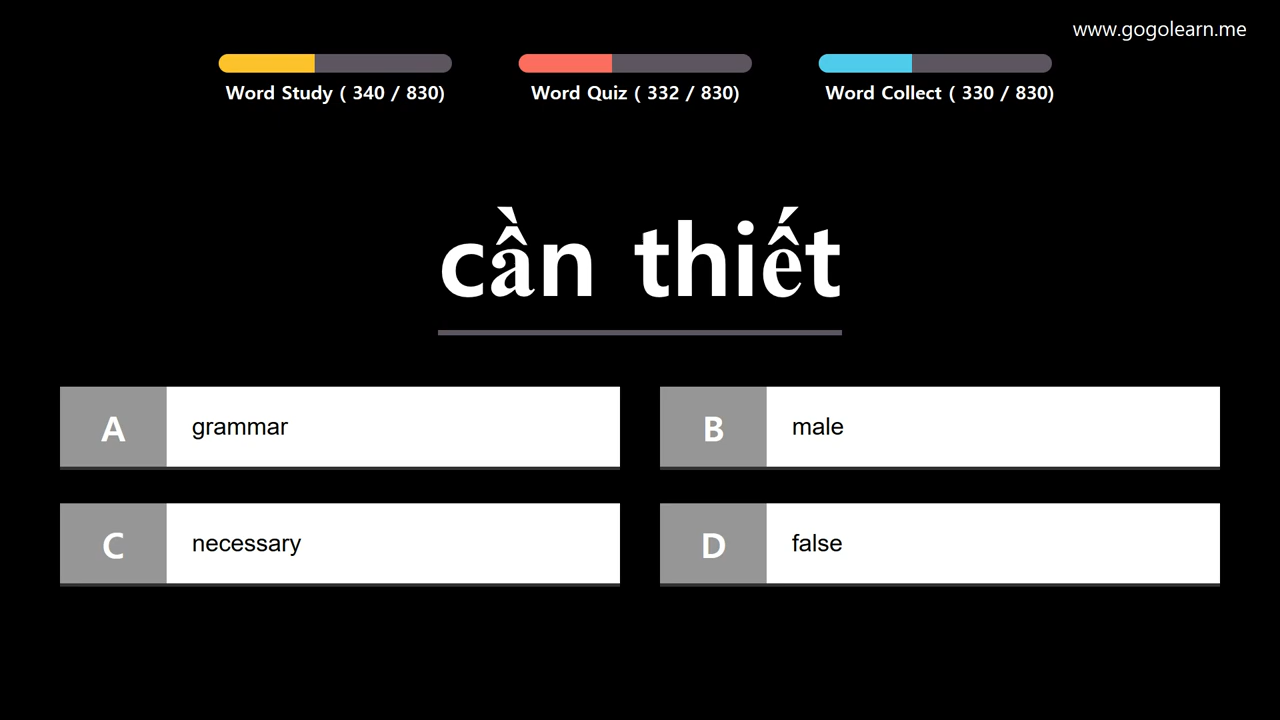 www.gogolearn.me
Word Study ( 340 / 830)
Word Quiz ( 332 / 830)
Word Collect ( 330 / 830)
cần thiết
A
grammar
B
male
C
necessary
D
false